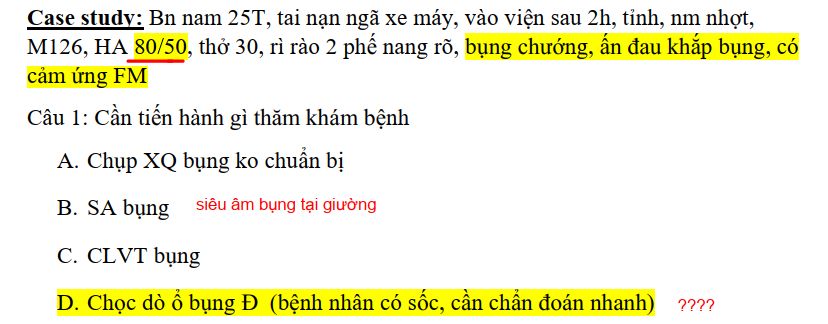 Case study: Bn nam 25T, tai nạn ngã xe máy, vào viện sau 2h, tỉnh, nm nhợt,
M126, HA 80/50, thở 30, rì rào 2 phế nang rõ, bụng chướng, ấn đau khắp bụng, có
cảm ứng FM
Câu 1: Cần tiến hành gì thăm khám bệnh
A. Chụp XQ bụng ko chuẩn bị
B. SA bụng siêu âm bụng tại giường
C. CLVT bụng
D. Chọc dò ổ bụng Đ (bệnh nhân có sốc, cần chẩn đoán nhanh) ????